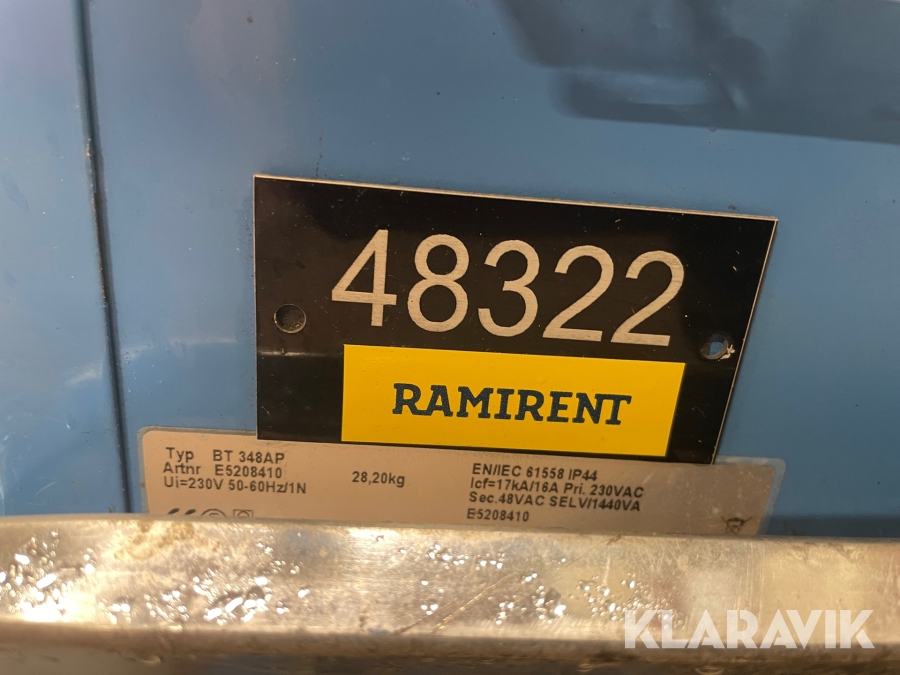 48322
RAMIRENT
Typ BT 348AP
Artnr E5208410
Ui=230V 50-60Hz/1N
28,20kg
EN/IEC 61558 IP44
Icf=17kA/16A Pri. 230VAC
Sec.48VAC SELV/1440VA
E5208410
KLARAVIK